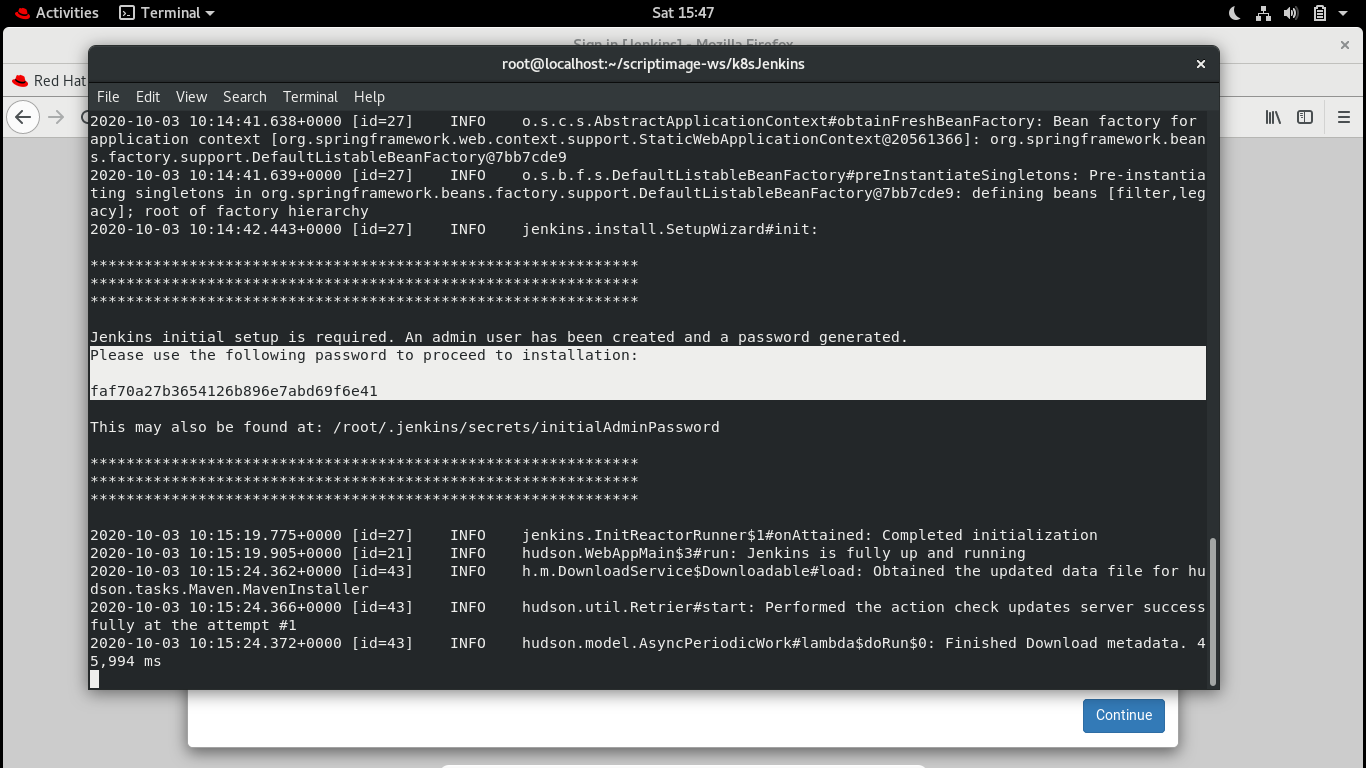 Activities
Terminal
Sat 15:47
Sign in [Jenkins] - Mozilla Firefox
root@localhost:~/scriptimage-ws/k8sJenkins
Red Hat
File Edit View Search Terminal Help
2020-10-03 10:14:41.638+0000 [id=27] INFO o.s.c.s.AbstractApplicationContext#obtainFreshBeanFactory: Bean factory for
application context [org.springframework.web.context.support.StaticWebApplicationContext@20561366]: org.springframework.bean
s.factory.support.DefaultListableBeanFactory@7bb7cde9
2020-10-03 10:14:41.639+0000 [id=27] INFO o.s.b.f.s.DefaultListableBeanFactory#preInstantiateSingletons: Pre-instantia
ting singletons in org.springframework.beans.factory.support.DefaultListableBeanFactory@7bb7cde9: defining beans [filter,leg
acy]; root of factory hierarchy
2020-10-03 10:14:42.443+0000 [id=27] INFO jenkins.install.SetupWizard#init:
*************************************************************
*************************************************************
*************************************************************
Jenkins initial setup is required. An admin user has been created and a password generated.
Please use the following password to proceed to installation:
faf70a27b3654126b896e7abd69f6e41
This may also be found at: /root/.jenkins/secrets/initialAdminPassword
*************************************************************
*************************************************************
*************************************************************
2020-10-03 10:15:19.775+0000 [id=27] INFO jenkins.InitReactorRunner$1#onAttained: Completed initialization
2020-10-03 10:15:19.905+0000 [id=21] INFO hudson.WebAppMain$3#run: Jenkins is fully up and running
2020-10-03 10:15:24.362+0000 [id=43] INFO h.m.DownloadService$Downloadable#load: Obtained the updated data file for hu
dson.tasks.Maven.MavenInstaller
2020-10-03 10:15:24.366+0000 [id=43] INFO hudson.util.Retrier#start: Performed the action check updates server success
fully at the attempt #1
2020-10-03 10:15:24.372+0000 [id=43] INFO hudson.model.AsyncPeriodicWork#lambda$doRun$0: Finished Download metadata. 4
5,994 ms
Continue